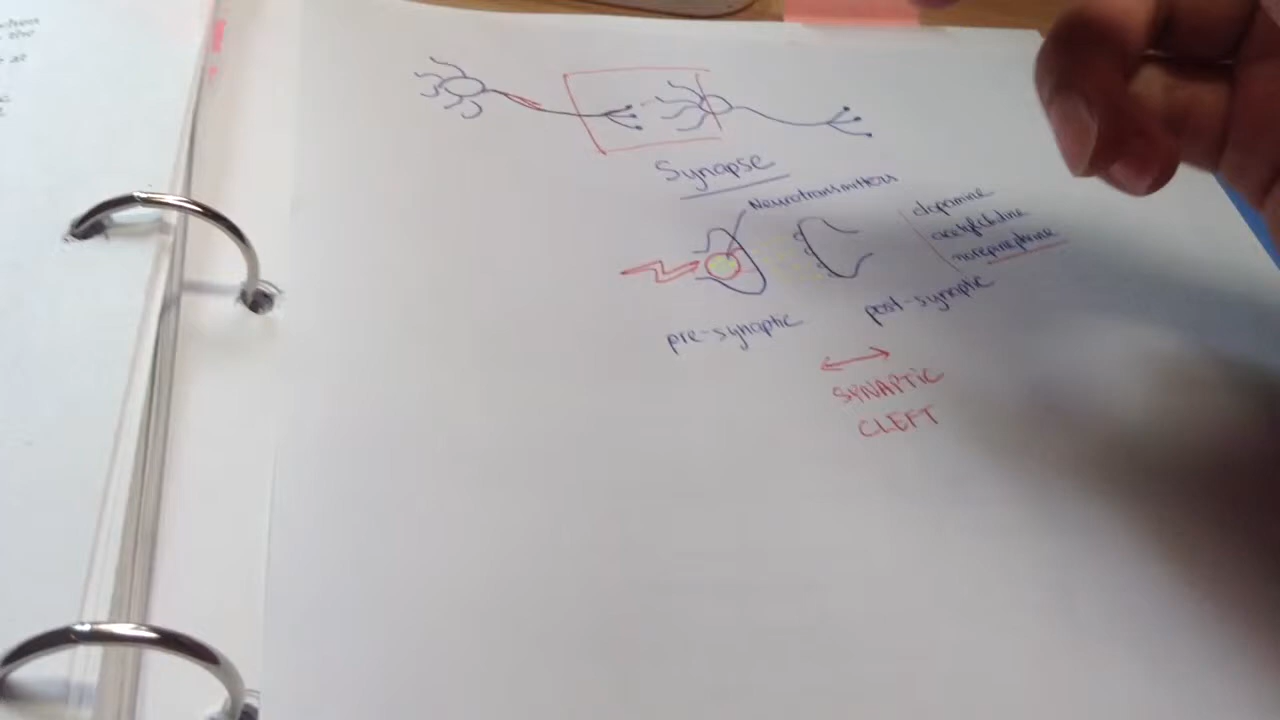 Synapse
Neurotransmitters
dopamine
acetylcholine
norepinephrine
pre-synaptic
post-synaptic
SYNAPTIC
CLEFT